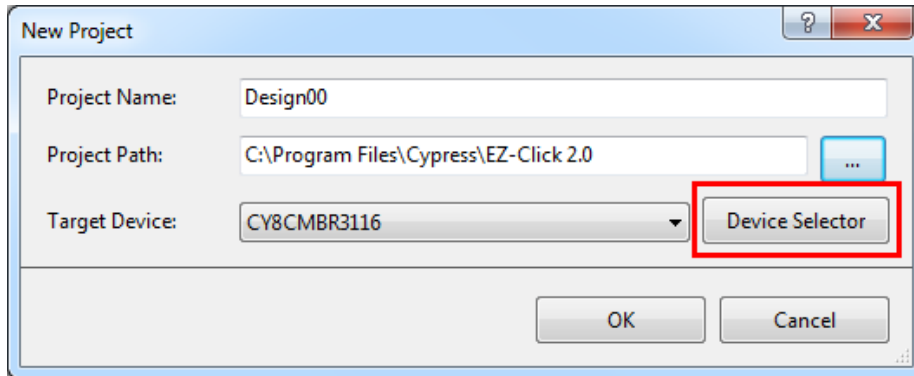 New Project
Project Name: Design00
Project Path: C:\Program Files\Cypress\EZ-Click 2.0 ...
Target Device: CY8CMBR3116 Device Selector
OK Cancel